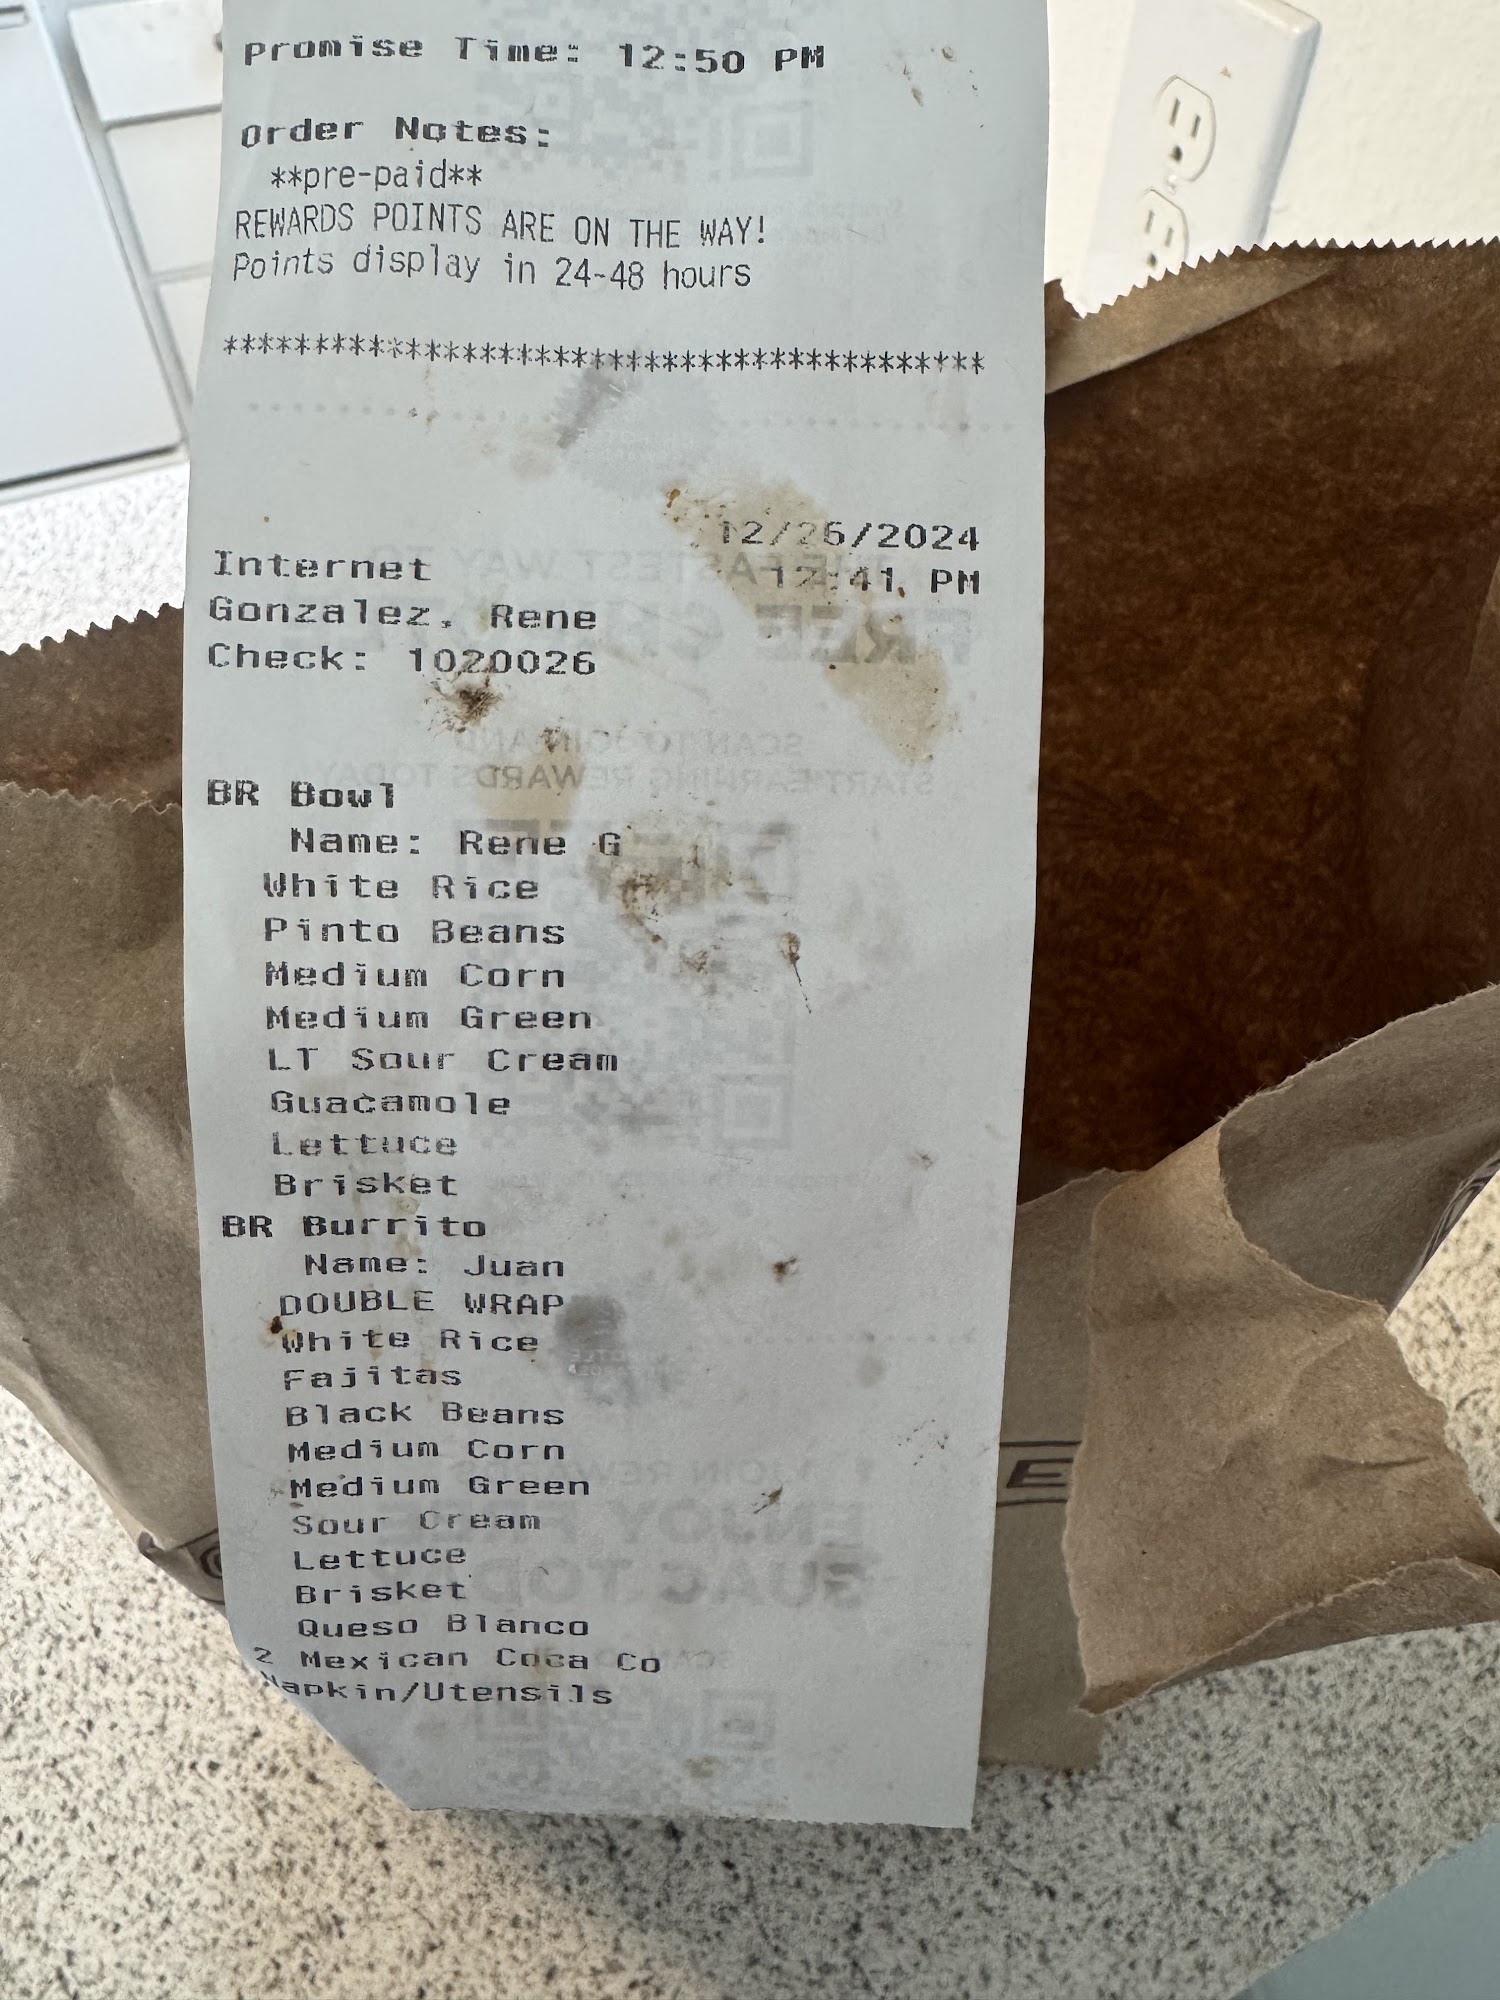 Promise Time: 12:50 PM
Order Notes:
**pre-paid**
REWARDS POINTS ARE ON THE WAY!
Points display in 24-48 hours
******************************************
12/26/2024
Internet 12:41 PM
Gonzalez, Rene
Check: 1020026
BR Bowl
Name: Rene G
White Rice
Pinto Beans
Medium Corn
Medium Green
LT Sour Cream
Guacamole
Lettuce
Brisket
BR Burrito
Name: Juan
DOUBLE WRAP
White Rice
Fajitas
Black Beans
Medium Corn
Medium Green
Sour Cream
Lettuce
Brisket
Queso Blanco
2 Mexican Coca Co
Napkin/Utensils